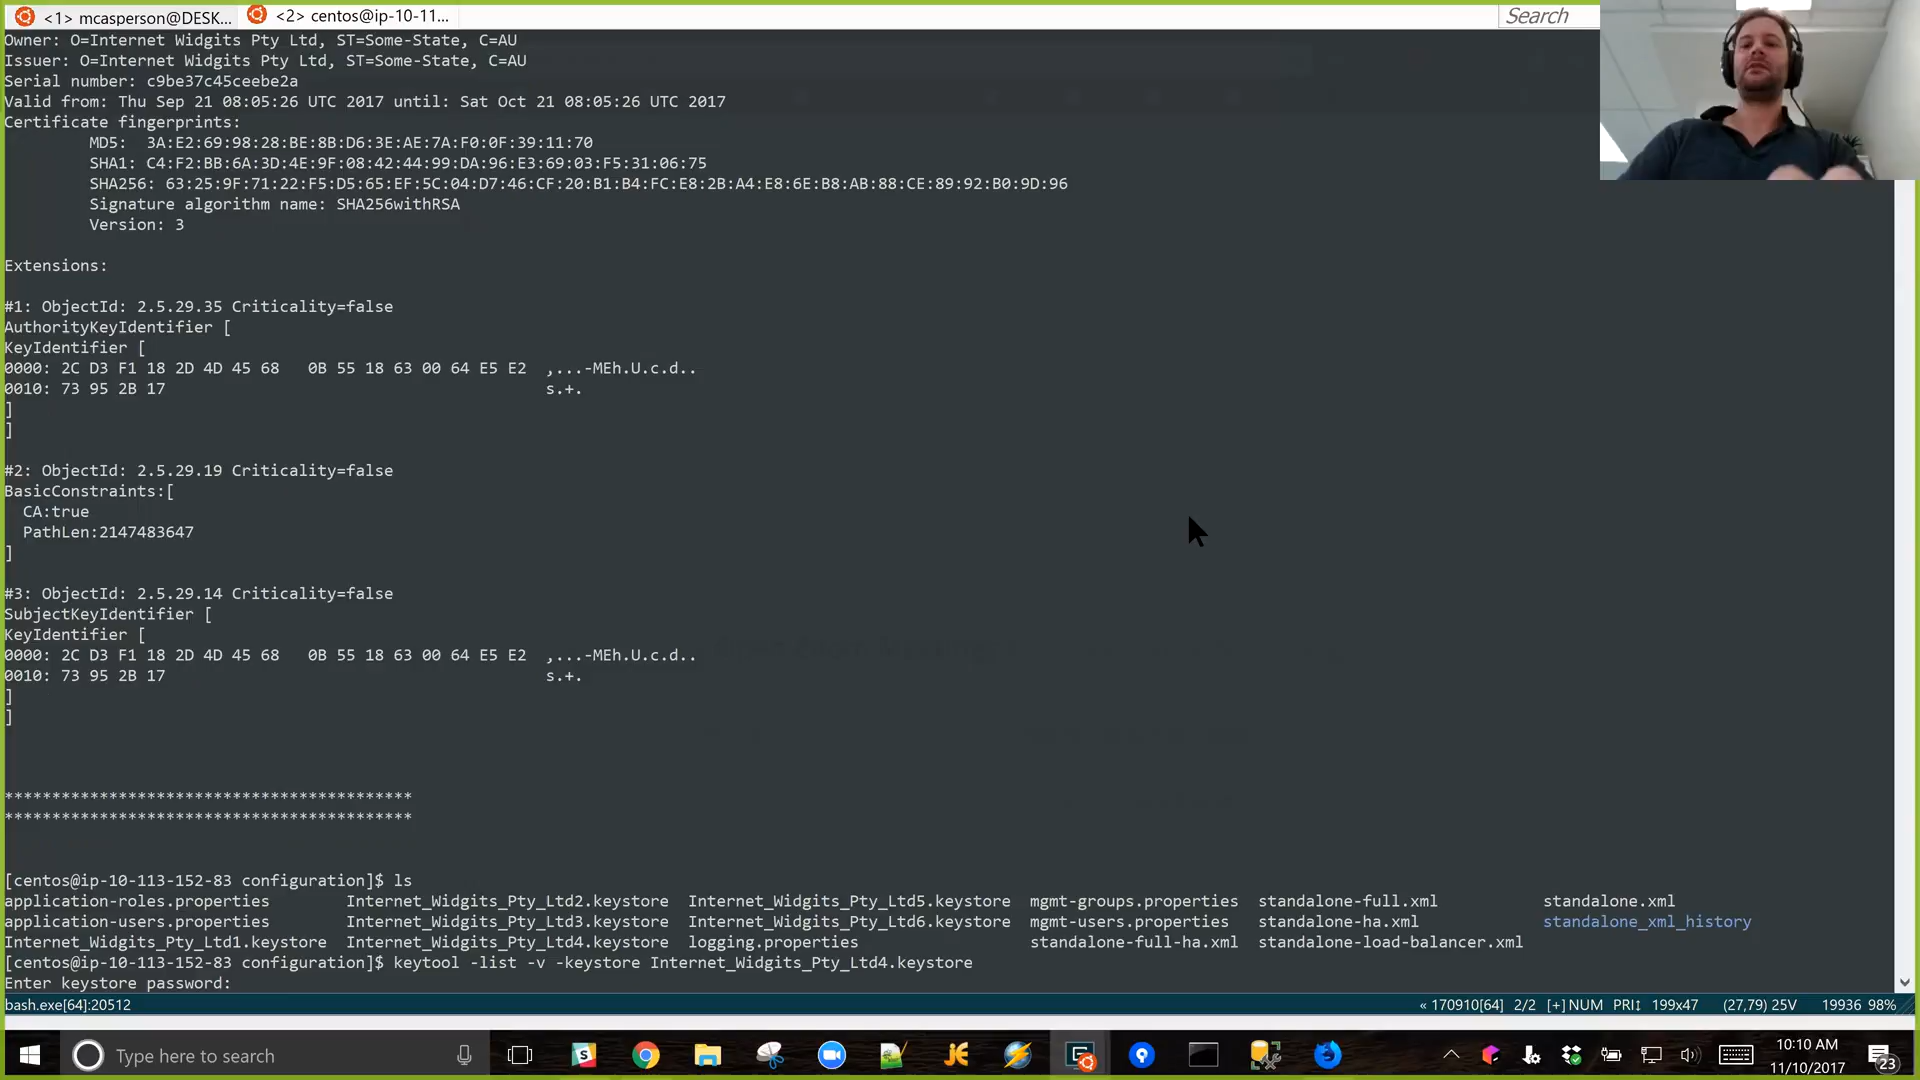 <1> mcasperson@DESK...
<2> centos@ip-10-11...
Search
Owner: O=Internet Widgits Pty Ltd, ST=Some-State, C=AU
Issuer: O=Internet Widgits Pty Ltd, ST=Some-State, C=AU
Serial number: c9be37c45ceebe2a
Valid from: Thu Sep 21 08:05:26 UTC 2017 until: Sat Oct 21 08:05:26 UTC 2017
Certificate fingerprints:
MD5: 3A:E2:69:98:28:BE:8B:D6:3E:AE:7A:F0:0F:39:11:70
SHA1: C4:F2:BB:6A:3D:4E:9F:08:42:44:99:DA:96:E3:69:03:F5:31:06:75
SHA256: 63:25:9F:71:22:F5:D5:65:EF:5C:04:D7:46:CF:20:B1:B4:FC:E8:2B:A4:E8:6E:B8:AB:88:CE:89:92:B0:9D:96
Signature algorithm name: SHA256withRSA
Version: 3
Extensions:
#1: ObjectId: 2.5.29.35 Criticality=false
AuthorityKeyIdentifier [
KeyIdentifier [
0000: 2C D3 F1 18 2D 4D 45 68   0B 55 18 63 00 64 E5 E2  ,...-MEh.U.c.d..
0010: 73 95 2B 17                                        s.+.
]
]
#2: ObjectId: 2.5.29.19 Criticality=false
BasicConstraints:[
CA:true
PathLen:2147483647
]
#3: ObjectId: 2.5.29.14 Criticality=false
SubjectKeyIdentifier [
KeyIdentifier [
0000: 2C D3 F1 18 2D 4D 45 68   0B 55 18 63 00 64 E5 E2  ,...-MEh.U.c.d..
0010: 73 95 2B 17                                        s.+.
]
]
*******************************************
*******************************************
[centos@ip-10-113-152-83 configuration]$ ls
application-roles.properties Internet_Widgits_Pty_Ltd2.keystore Internet_Widgits_Pty_Ltd5.keystore mgmt-groups.properties standalone-full.xml standalone.xml
application-users.properties Internet_Widgits_Pty_Ltd3.keystore Internet_Widgits_Pty_Ltd6.keystore mgmt-users.properties standalone-ha.xml standalone_xml_history
Internet_Widgits_Pty_Ltd1.keystore Internet_Widgits_Pty_Ltd4.keystore logging.properties standalone-full-ha.xml standalone-load-balancer.xml
[centos@ip-10-113-152-83 configuration]$ keytool -list -v -keystore Internet_Widgits_Pty_Ltd4.keystore
Enter keystore password:
bash.exe[64]:20512
« 170910[64] 2/2 [+]NUM PRI↕ 199x47 (27,79) 25V 19936 98%
Type here to search
10:10 AM
11/10/2017
23